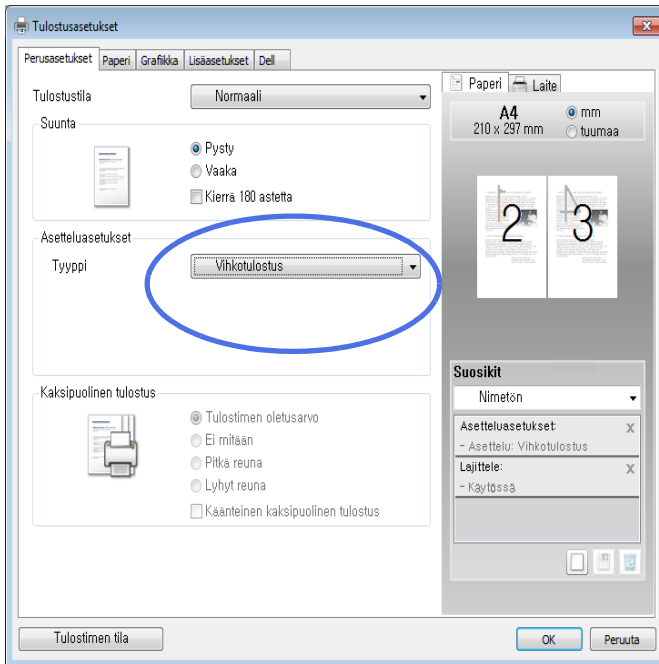 Tulostusasetukset
Perusasetukset Paperi Grafiikka Lisäasetukset Dell
Tulostustila Normaali
Suunta
Pysty
Vaaka
Kierrä 180 astetta
Asetteluasetukset
Tyyppi Vihkotulostus
Kaksipuolinen tulostus
Tulostimen oletusarvo
Ei mitään
Pitkä reuna
Lyhyt reuna
Käänteinen kaksipuolinen tulostus
Paperi Laite
A4 mm
210 x 297 mm tuumaa
2 3
Suosikit
Nimetön
Asetteluasetukset: X
- Asettelu: Vihkotulostus
Lajittele: X
- Käytössä
Tulostimen tila OK Peruuta